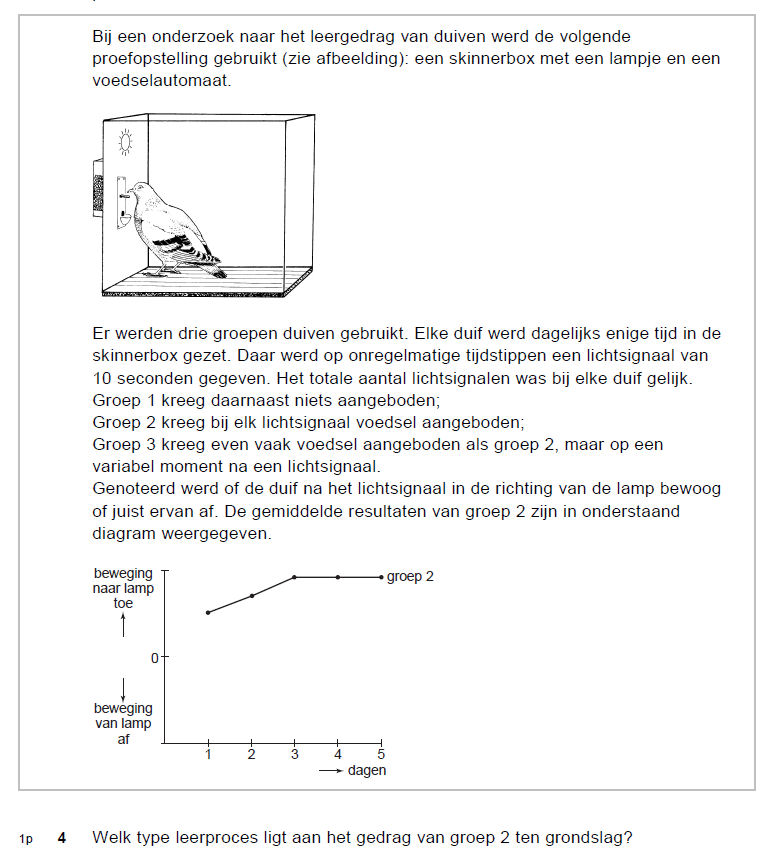 Bij een onderzoek naar het leergedrag van duiven werd de volgende
proefopstelling gebruikt (zie afbeelding): een skinnerbox met een lampje en een
voedselautomaat.
Er werden drie groepen duiven gebruikt. Elke duif werd dagelijks enige tijd in de
skinnerbox gezet. Daar werd op onregelmatige tijdstippen een lichtsignaal van
10 seconden gegeven. Het totale aantal lichtsignalen was bij elke duif gelijk.
Groep 1 kreeg daarnaast niets aangeboden;
Groep 2 kreeg bij elk lichtsignaal voedsel aangeboden;
Groep 3 kreeg even vaak voedsel aangeboden als groep 2, maar op een
variabel moment na een lichtsignaal.
Genoteerd werd of de duif na het lichtsignaal in de richting van de lamp bewoog
of juist ervan af. De gemiddelde resultaten van groep 2 zijn in onderstaand
diagram weergegeven.
beweging
naar lamp
toe
groep 2
0
beweging
van lamp
af
1 2 3 4 5
dagen
1p 4 Welk type leerproces ligt aan het gedrag van groep 2 ten grondslag?